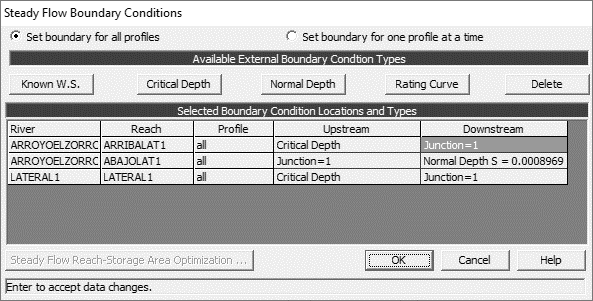 Steady Flow Boundary Conditions
Set boundary for all profiles Set boundary for one profile at a time
Available External Boundary Condtion Types
Known W.S. Critical Depth Normal Depth Rating Curve Delete
Selected Boundary Condition Locations and Types
River Reach Profile Upstream Downstream
ARROYOELZORRC ARRIBALAT1 all Critical Depth Junction=1
ARROYOELZORRC ABAJOLAT1 all Junction=1 Normal Depth S = 0.0008969
LATERAL1 LATERAL1 all Critical Depth Junction=1
Steady Flow Reach-Storage Area Optimization ... OK Cancel Help
Enter to accept data changes.